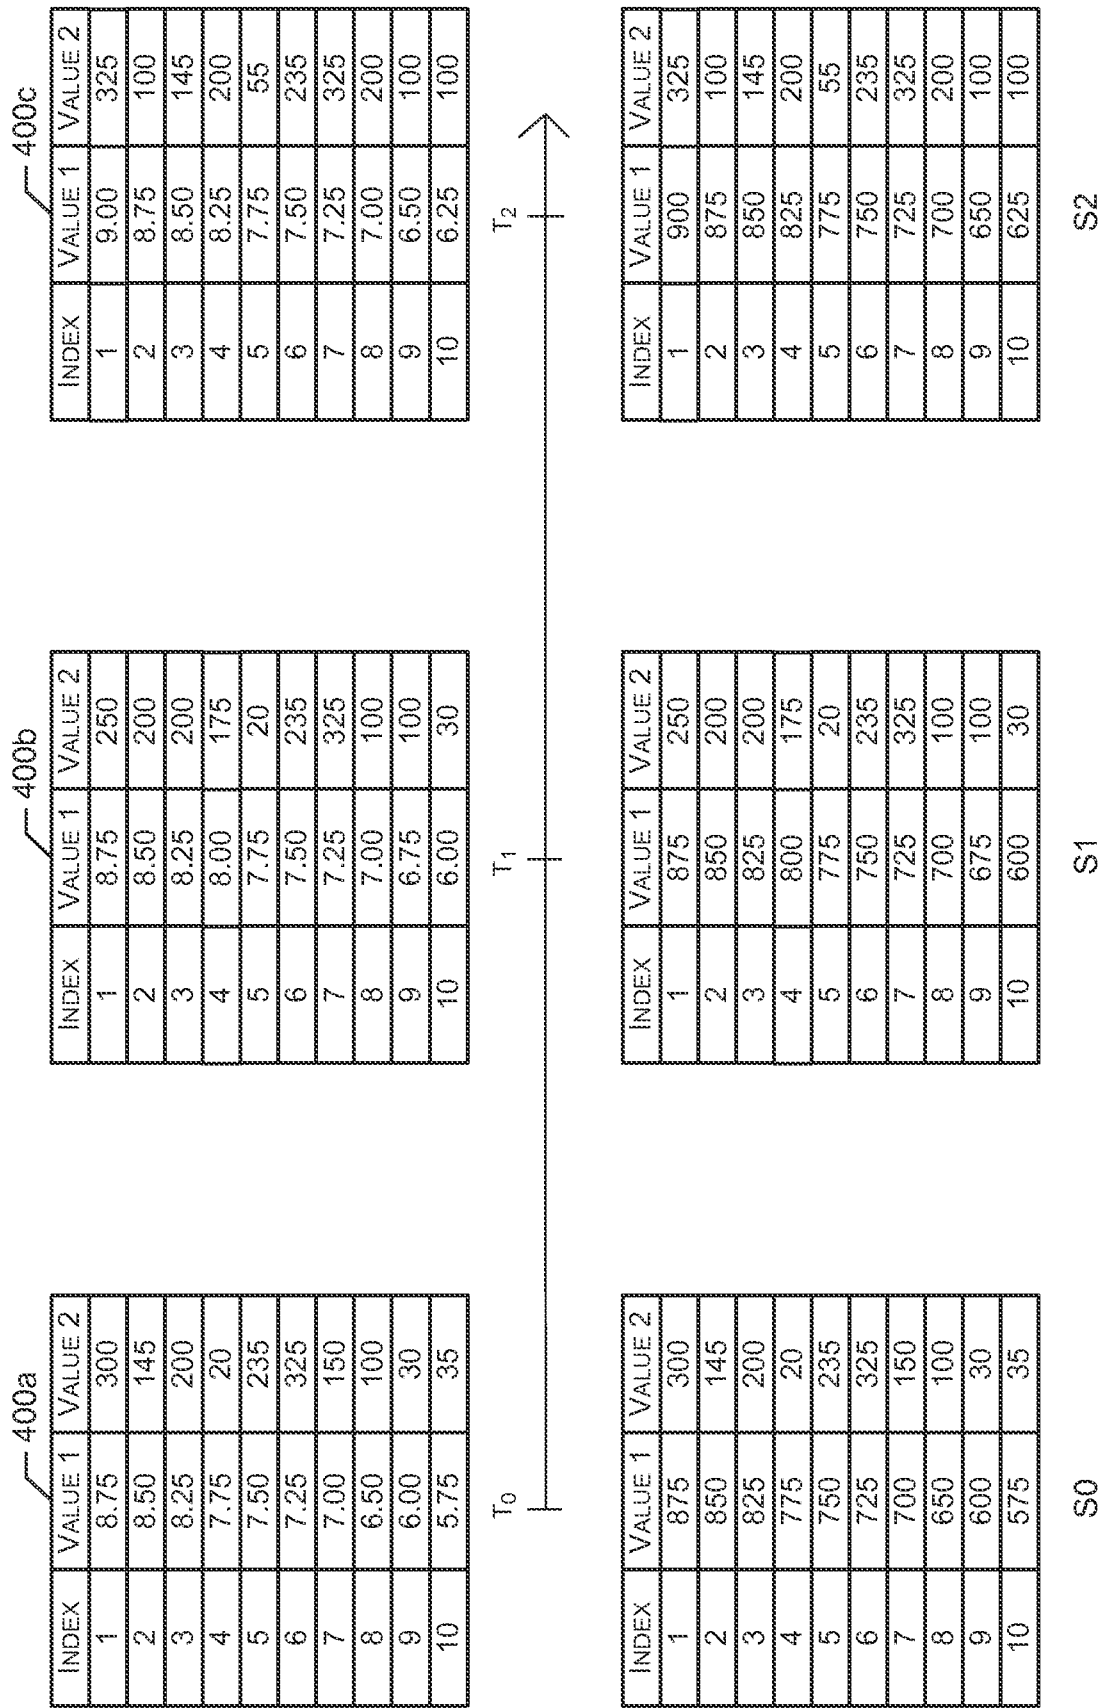 400a
INDEX VALUE 1 VALUE 2
1 8.75 300
2 8.50 145
3 8.25 200
4 7.75 20
5 7.50 235
6 7.25 325
7 7.00 150
8 6.50 100
9 6.00 30
10 5.75 35
400b
INDEX VALUE 1 VALUE 2
1 8.75 250
2 8.50 200
3 8.25 200
4 8.00 175
5 7.75 20
6 7.50 235
7 7.25 325
8 7.00 100
9 6.75 100
10 6.00 30
400c
INDEX VALUE 1 VALUE 2
1 9.00 325
2 8.75 100
3 8.50 145
4 8.25 200
5 7.75 55
6 7.50 235
7 7.25 325
8 7.00 200
9 6.50 100
10 6.25 100
T0 T1 T2
INDEX VALUE 1 VALUE 2
1 875 300
2 850 145
3 825 200
4 775 20
5 750 235
6 725 325
7 700 150
8 650 100
9 600 30
10 575 35
S0
INDEX VALUE 1 VALUE 2
1 875 250
2 850 200
3 825 200
4 800 175
5 775 20
6 750 235
7 725 325
8 700 100
9 675 100
10 600 30
S1
INDEX VALUE 1 VALUE 2
1 900 325
2 875 100
3 850 145
4 825 200
5 775 55
6 750 235
7 725 325
8 700 200
9 650 100
10 625 100
S2